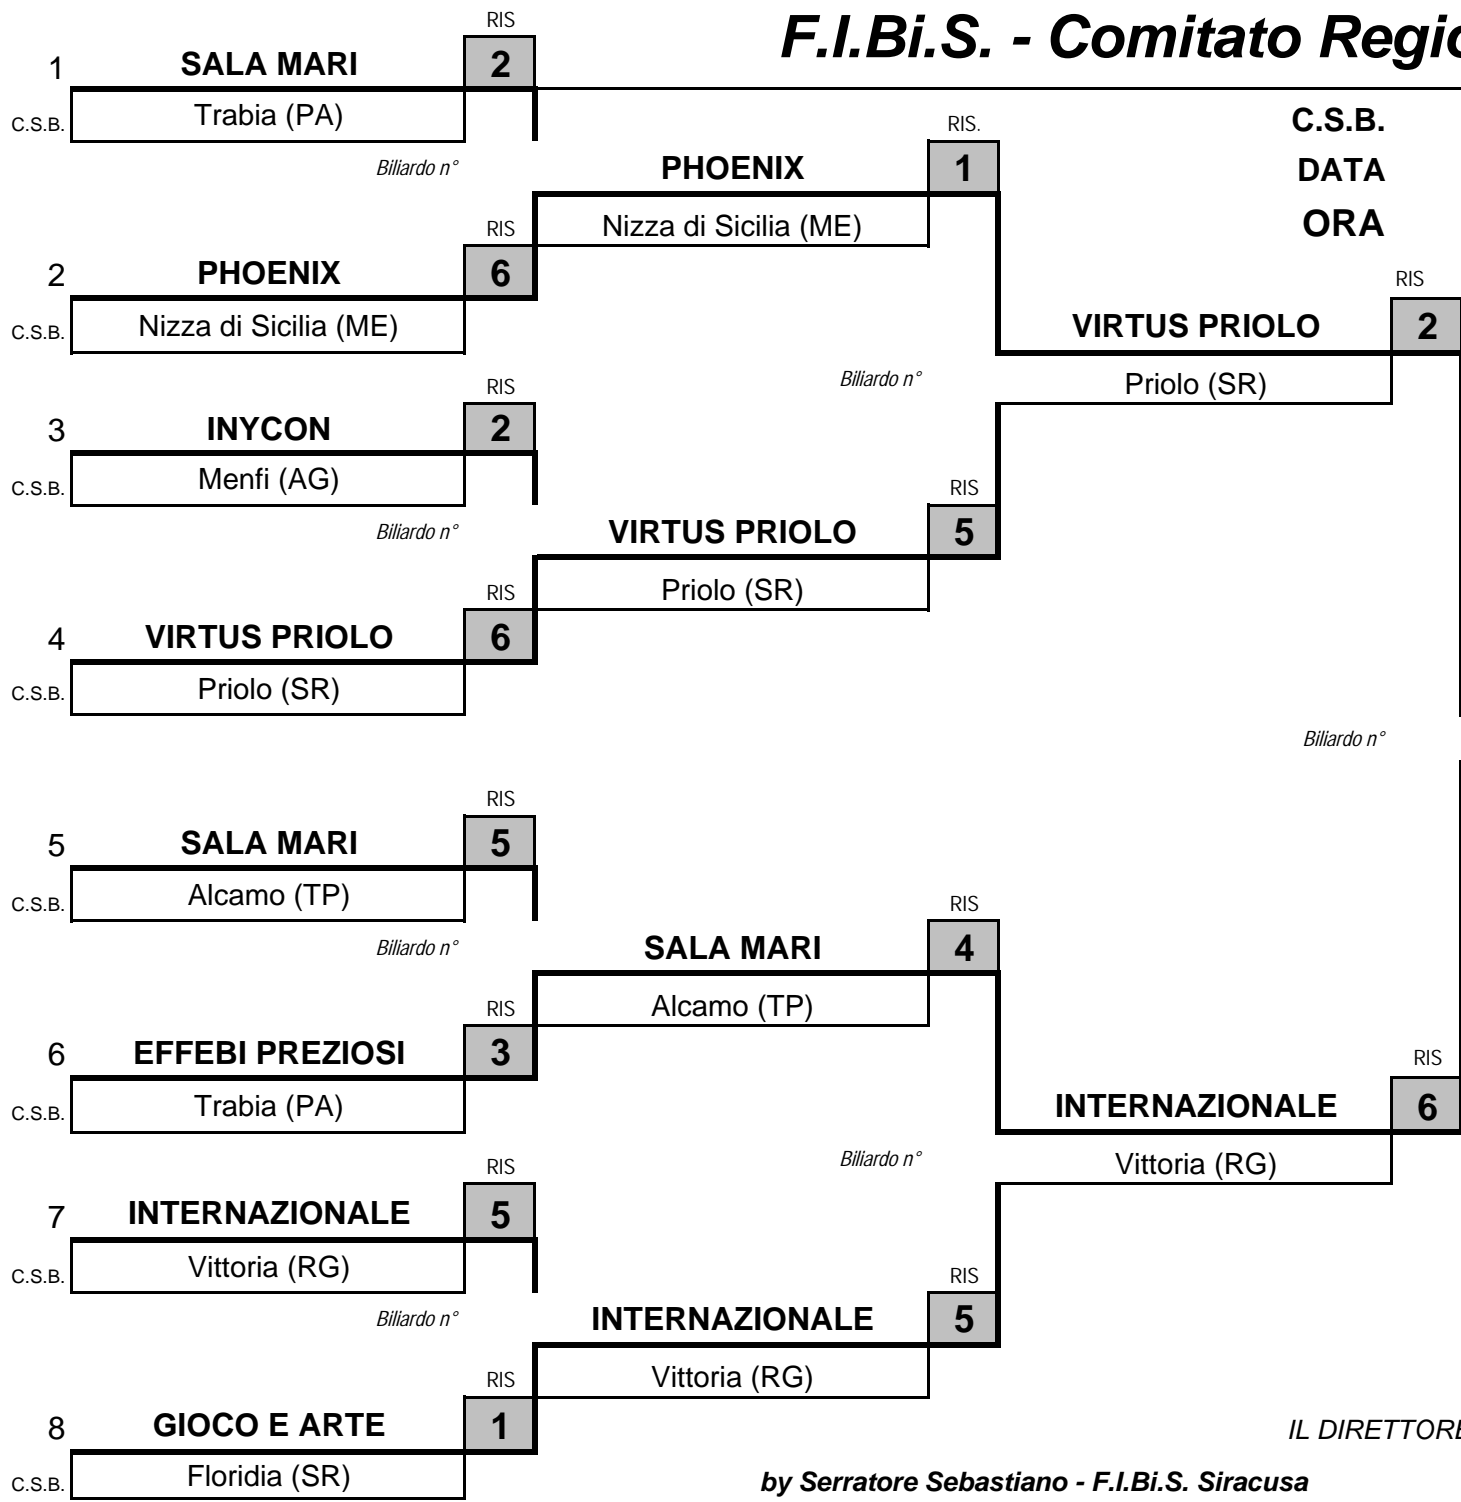 F.I.Bi.S. - Comitato
RIS
1 SALA MARI 2
C.S.B. Trabia (PA)
Biliardo n°
RIS
2 PHOENIX 6
C.S.B. Nizza di Sicilia (ME)
RIS
3 INYCON 2
C.S.B. Menfi (AG)
Biliardo n°
RIS
4 VIRTUS PRIOLO 6
C.S.B. Priolo (SR)
RIS
5 SALA MARI 5
C.S.B. Alcamo (TP)
Biliardo n°
RIS
6 EFFEBI PREZIOSI 3
C.S.B. Trabia (PA)
RIS
7 INTERNAZIONALE 5
C.S.B. Vittoria (RG)
Biliardo n°
RIS
8 GIOCO E ARTE 1
C.S.B. Floridia (SR)
RIS.
PHOENIX 1
Nizza di Sicilia (ME)
Biliardo n°
RIS
VIRTUS PRIOLO 5
Priolo (SR)
RIS
SALA MARI 4
Alcamo (TP)
Biliardo n°
RIS
INTERNAZIONALE 5
Vittoria (RG)
C.S.B.
DATA
ORA
RIS
VIRTUS PRIOLO 2
Priolo (SR)
Biliardo n°
RIS
INTERNAZIONALE 6
Vittoria (RG)
IL DIRETTORE
by Serratore Sebastiano - F.I.Bi.S. Siracusa